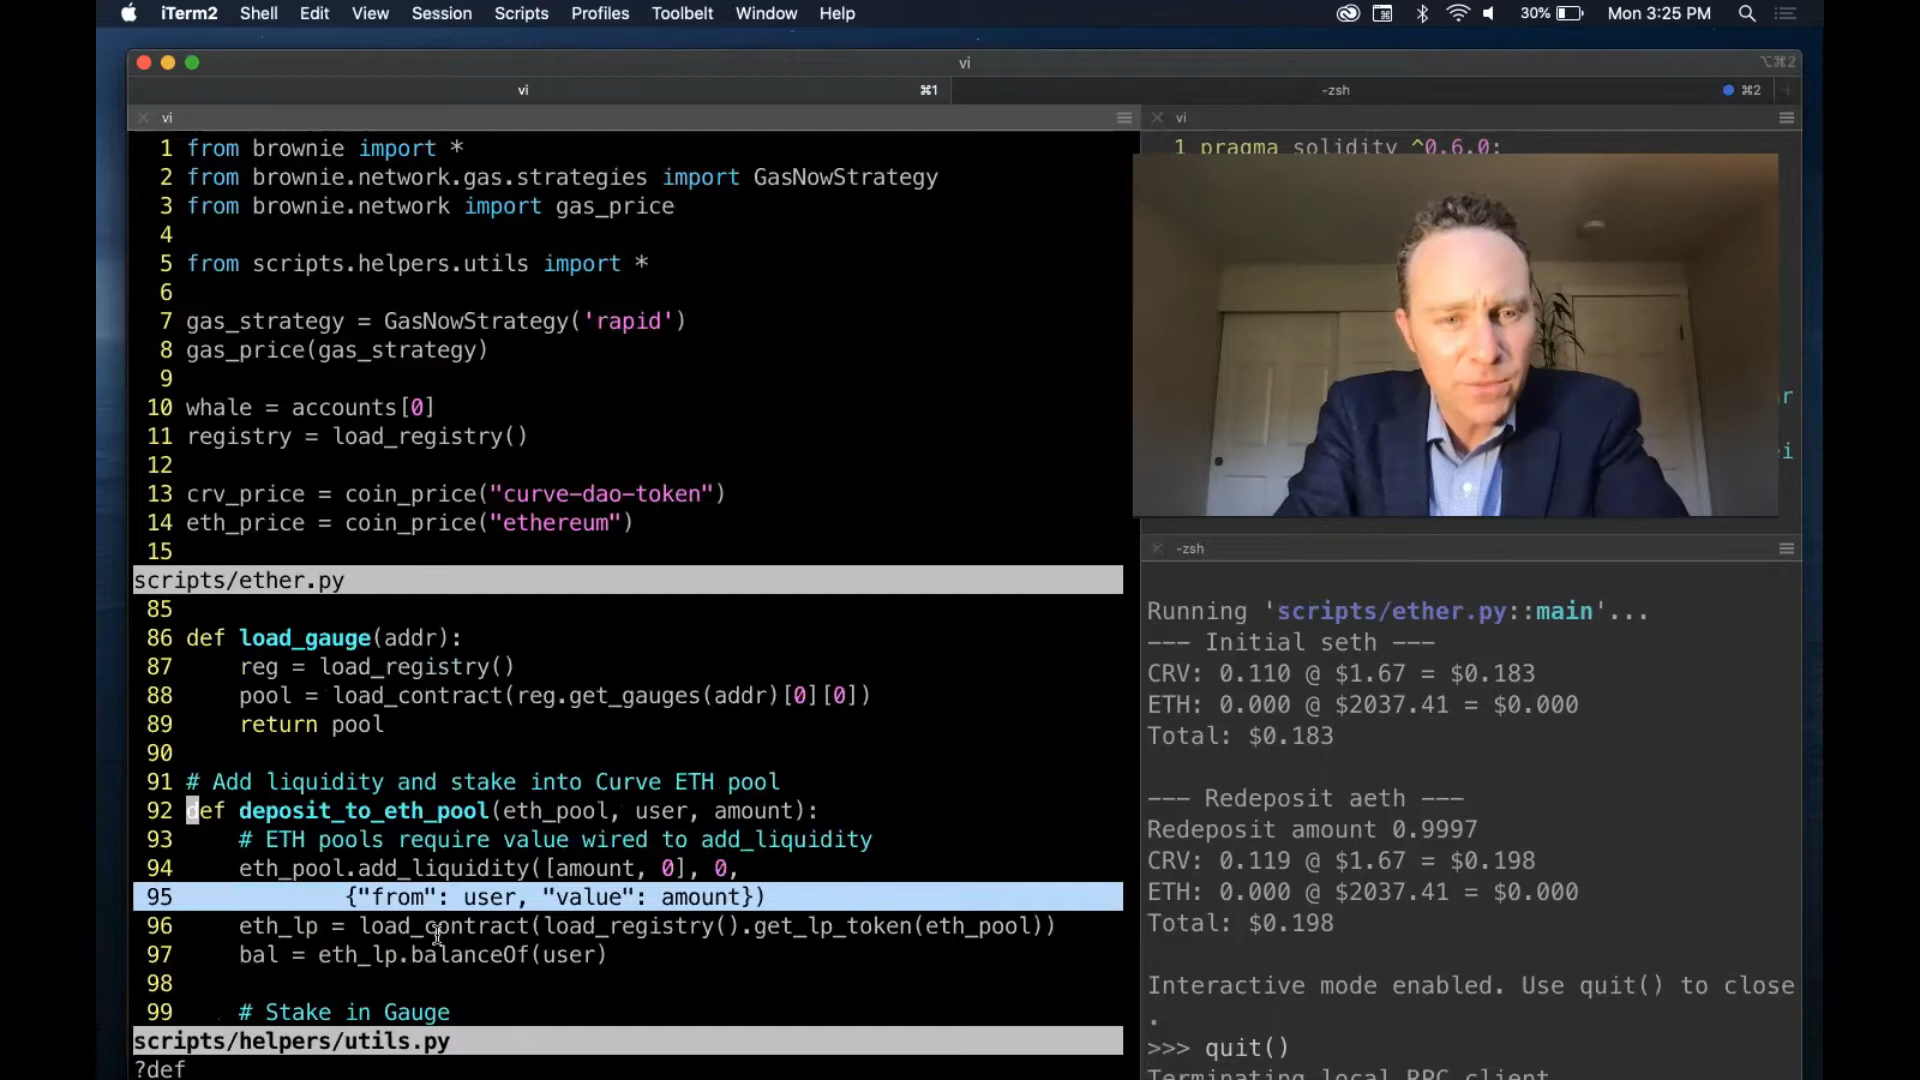 iTerm2 Shell Edit View Session Scripts Profiles Toolbelt Window Help 30% Mon 3:25 PM
vi ⌥⌘2
vi ⌘1 -zsh ⌘2
vi
1 from brownie import *
2 from brownie.network.gas.strategies import GasNowStrategy
3 from brownie.network import gas_price
4
5 from scripts.helpers.utils import *
6
7 gas_strategy = GasNowStrategy('rapid')
8 gas_price(gas_strategy)
9
10 whale = accounts[0]
11 registry = load_registry()
12
13 crv_price = coin_price("curve-dao-token")
14 eth_price = coin_price("ethereum")
15
scripts/ether.py
85
86 def load_gauge(addr):
87 reg = load_registry()
88 pool = load_contract(reg.get_gauges(addr)[0][0])
89 return pool
90
91 # Add liquidity and stake into Curve ETH pool
92 def deposit_to_eth_pool(eth_pool, user, amount):
93 # ETH pools require value wired to add_liquidity
94 eth_pool.add_liquidity([amount, 0], 0,
95 {"from": user, "value": amount})
96 eth_lp = load_contract(load_registry().get_lp_token(eth_pool))
97 bal = eth_lp.balanceOf(user)
98
99 # Stake in Gauge
scripts/helpers/utils.py
?def
vi
1 pragma solidity ^0.6.0;
r
ei
-zsh
Running 'scripts/ether.py::main'...
--- Initial seth ---
CRV: 0.110 @ $1.67 = $0.183
ETH: 0.000 @ $2037.41 = $0.000
Total: $0.183
--- Redeposit aeth ---
Redeposit amount 0.9997
CRV: 0.119 @ $1.67 = $0.198
ETH: 0.000 @ $2037.41 = $0.000
Total: $0.198
Interactive mode enabled. Use quit() to close
.
>>> quit()
Terminating local RPC client